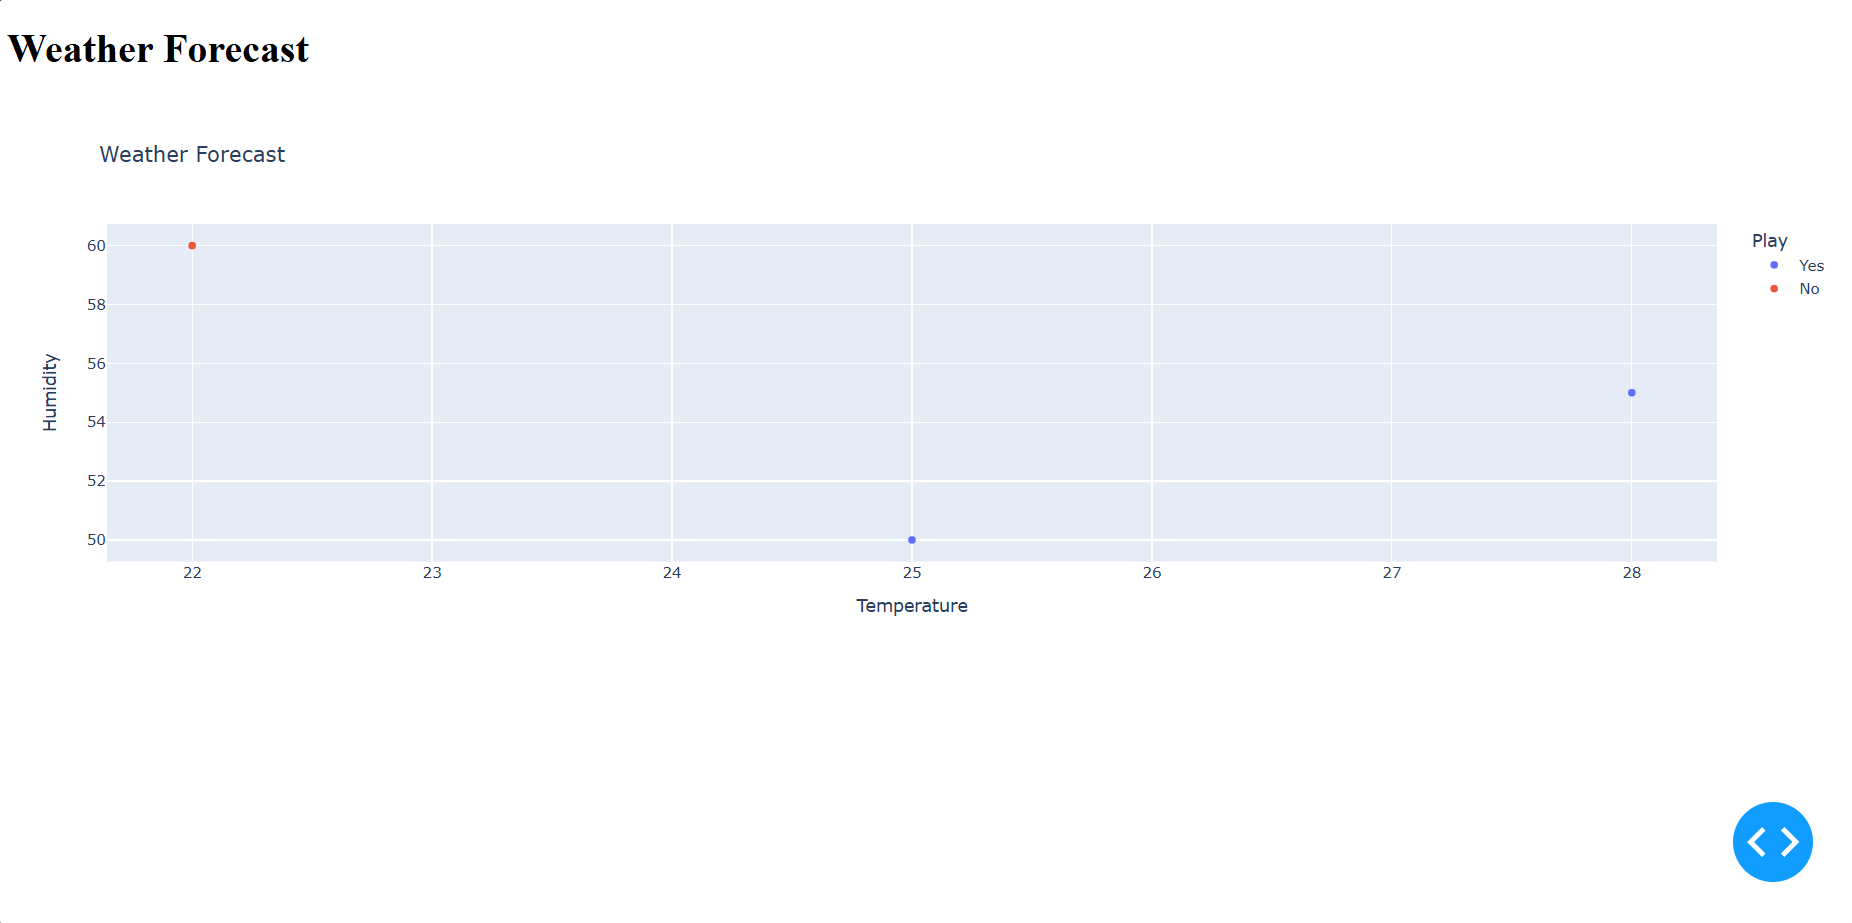 Weather Forecast
Weather Forecast
Play
Yes
No
60
58
56
54
52
50
Humidity
22 23 24 25 26 27 28
Temperature